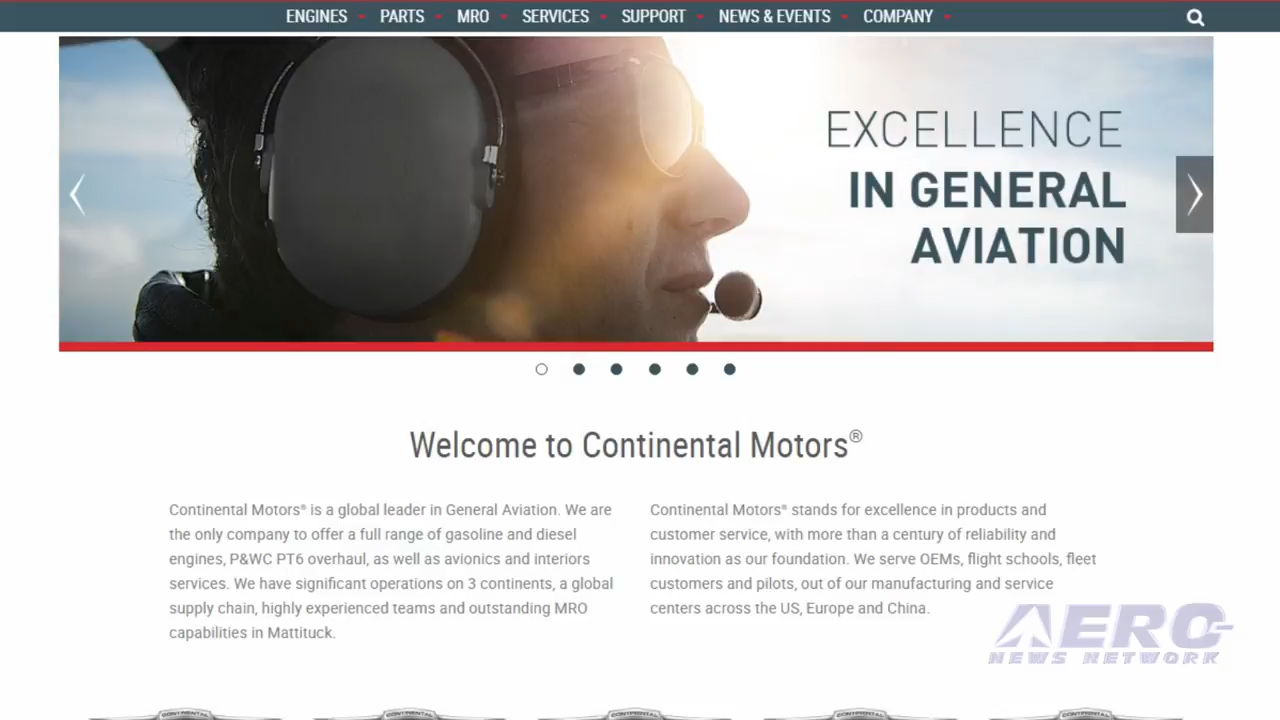 ENGINES PARTS MRO SERVICES SUPPORT NEWS & EVENTS COMPANY
EXCELLENCE
IN GENERAL
AVIATION
Welcome to Continental Motors®
Continental Motors® is a global leader in General Aviation. We are
the only company to offer a full range of gasoline and diesel
engines, P&WC PT6 overhaul, as well as avionics and interiors
services. We have significant operations on 3 continents, a global
supply chain, highly experienced teams and outstanding MRO
capabilities in Mattituck.
Continental Motors® stands for excellence in products and
customer service, with more than a century of reliability and
innovation as our foundation. We serve OEMs, flight schools, fleet
customers and pilots, out of our manufacturing and service
centers across the US, Europe and China.
AERO
NEWS NETWORK
CONTINENTAL CONTINENTAL CONTINENTAL CONTINENTAL CONTINENTAL